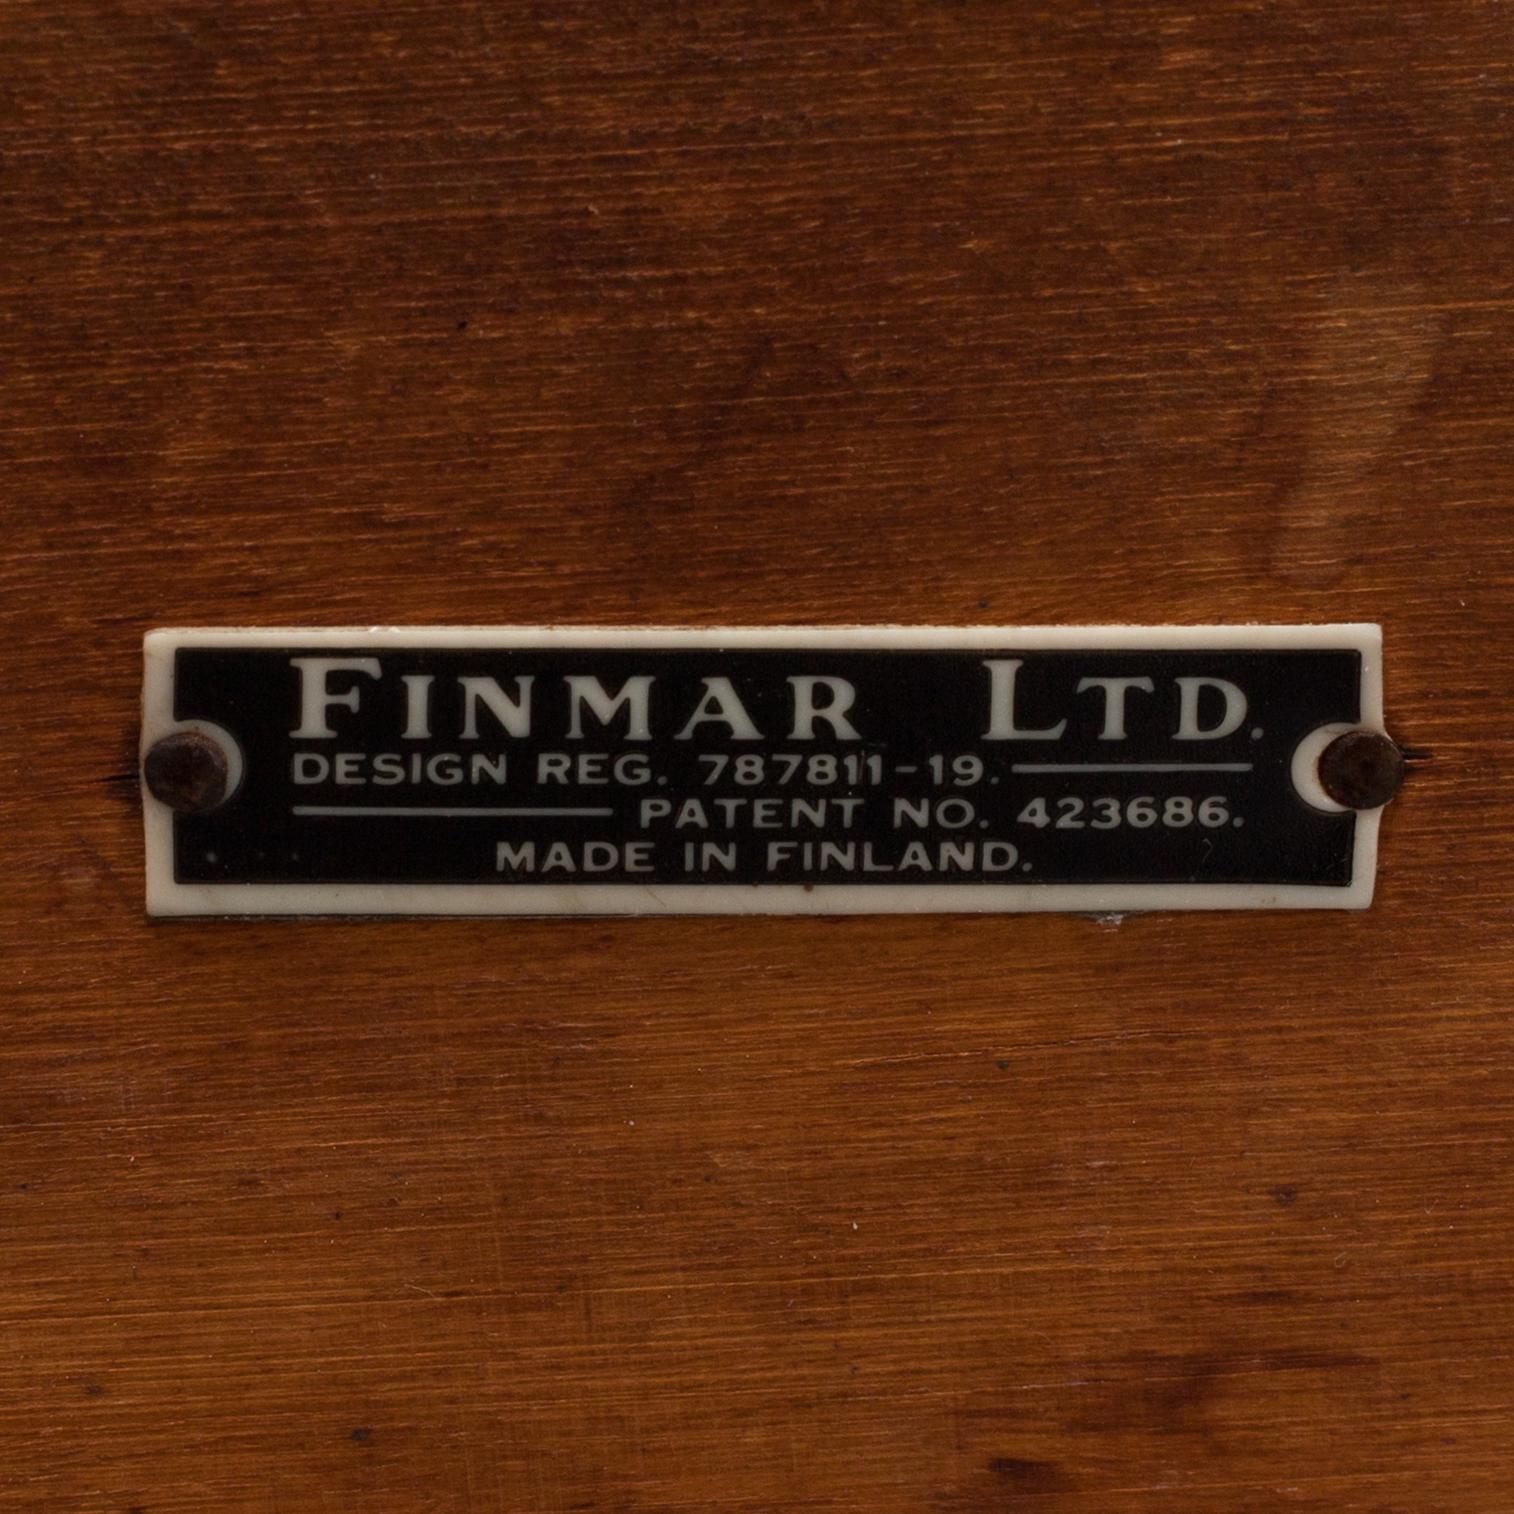 FINMAR LTD.
DESIGN REG. 787811-19.
PATENT NO. 423686.
MADE IN FINLAND.